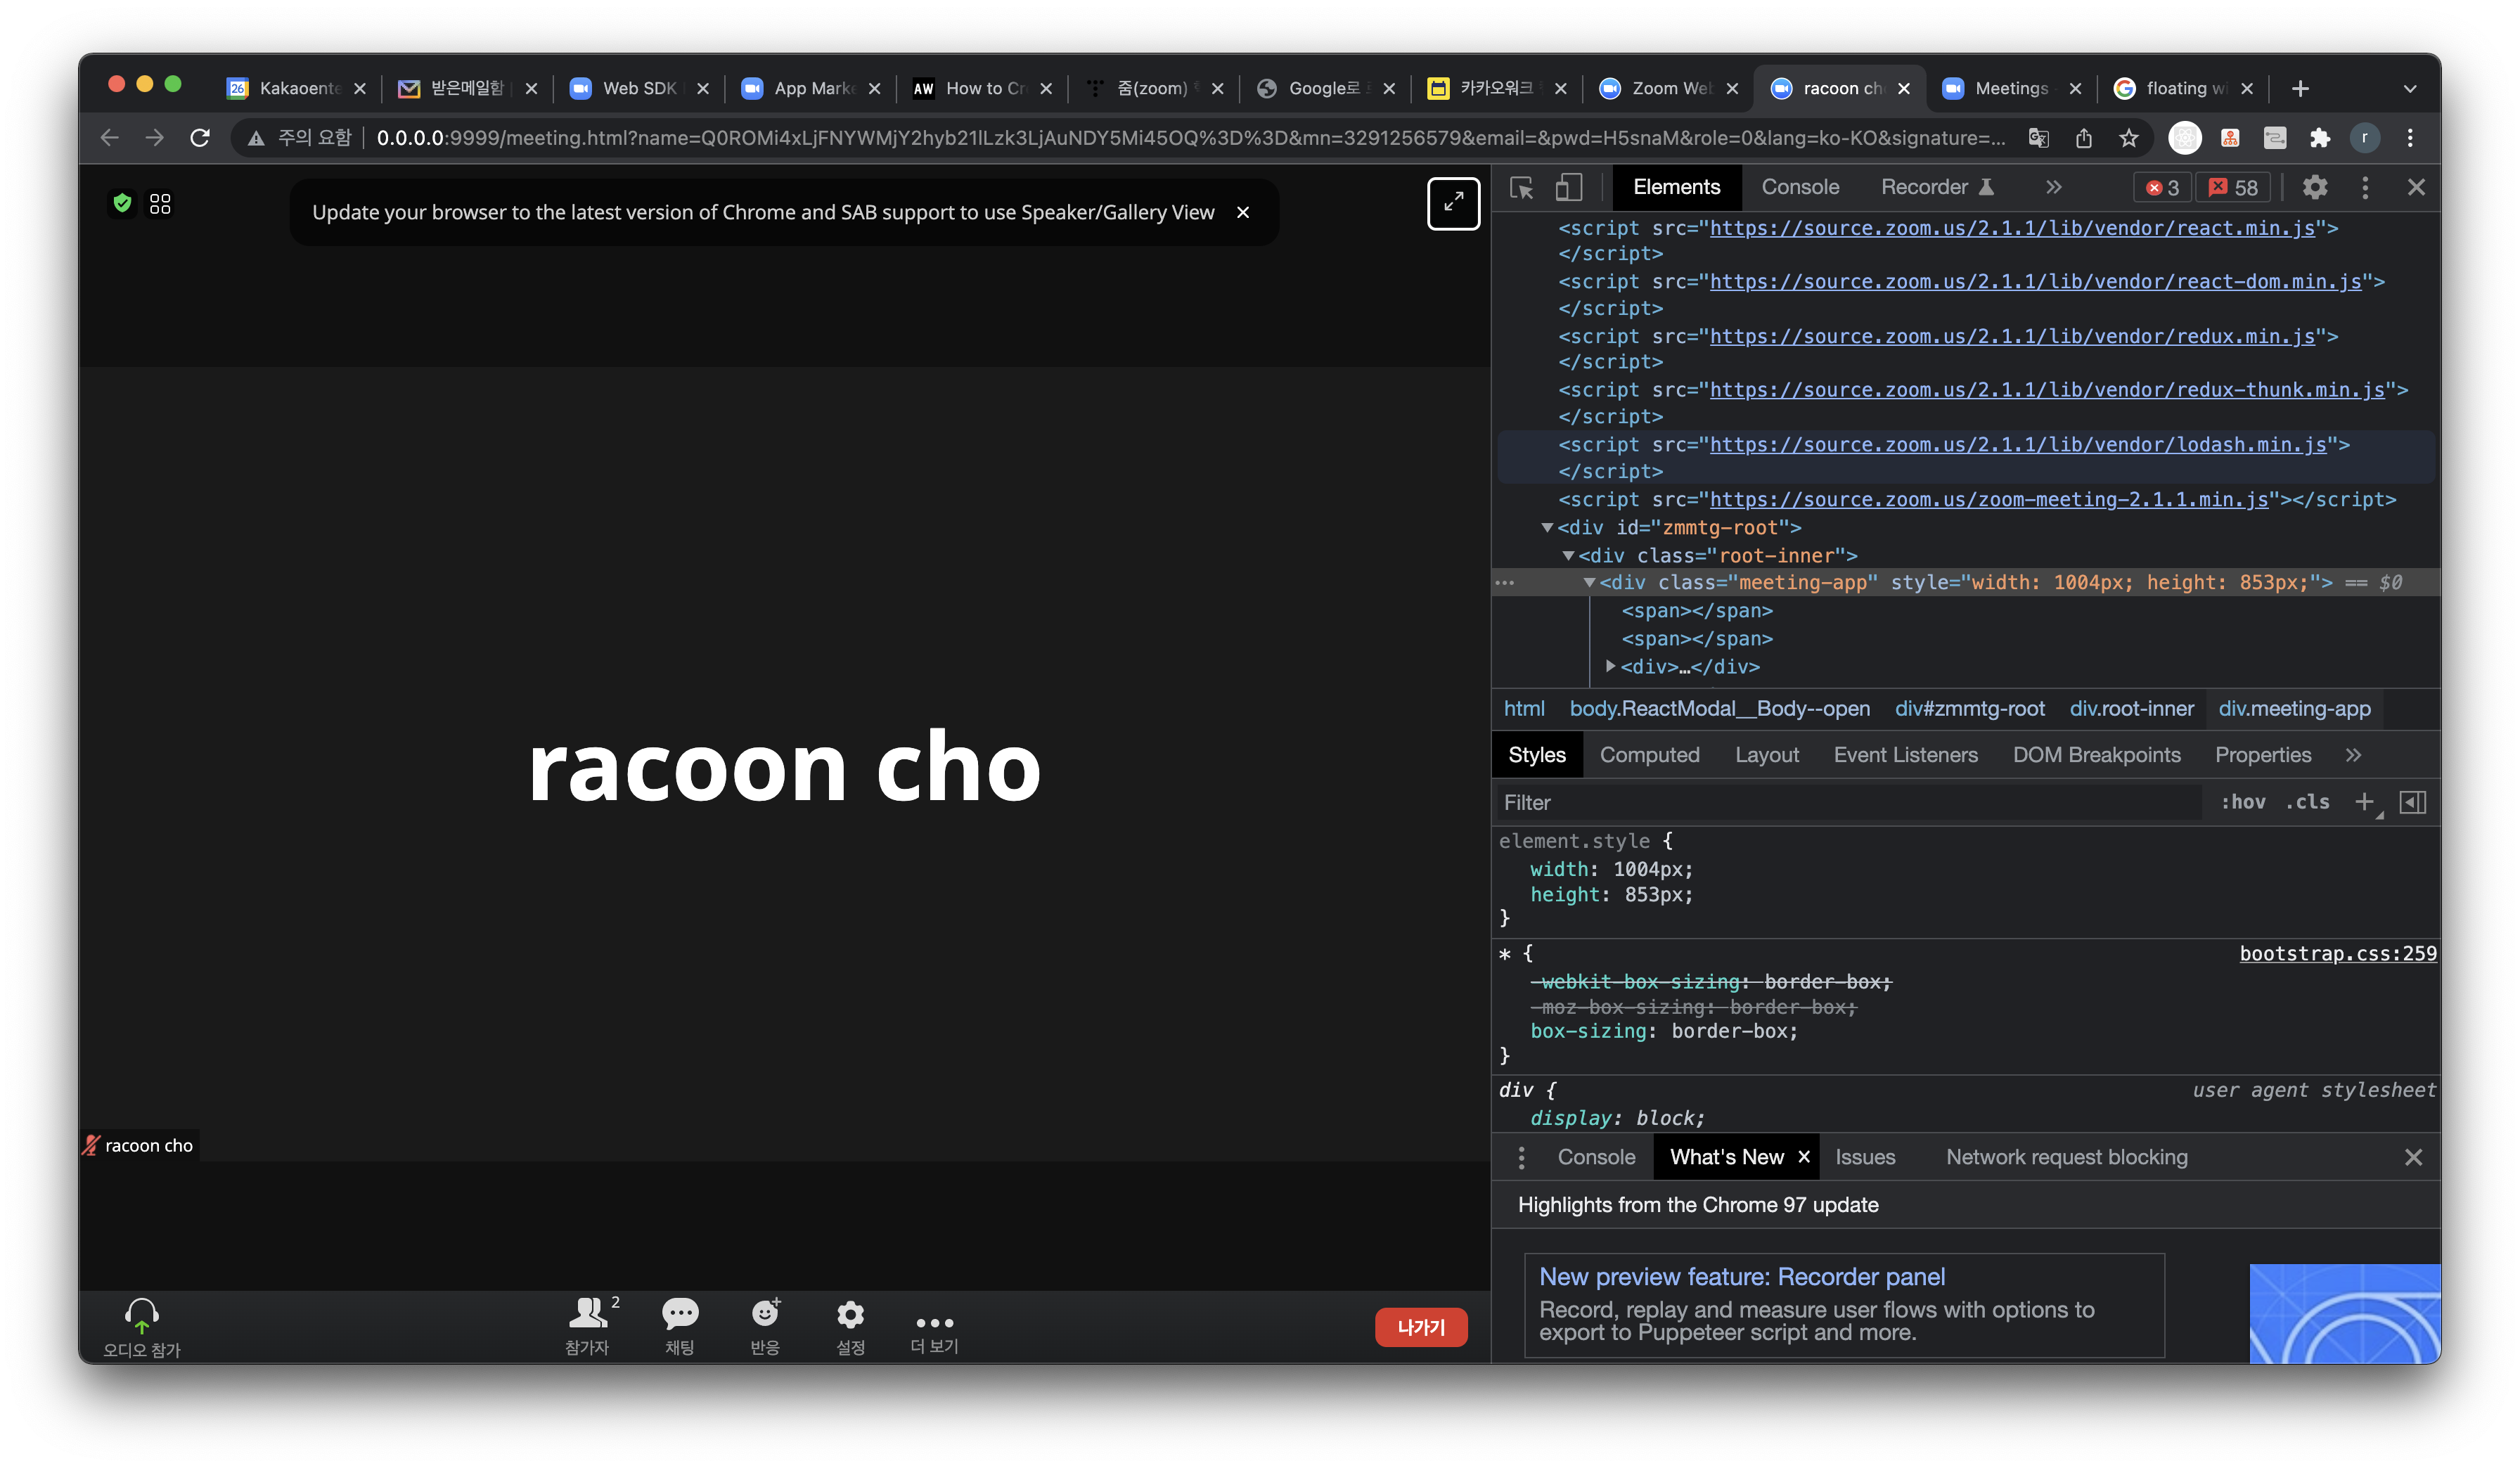 26 Kakaoente
받은메일함
Web SDK
App Marke
AW How to Cr
줌(zoom)
Google로
카카오워크
Zoom Web
racoon ch
Meetings
floating wi
주의 요함 0.0.0.0:9999/meeting.html?name=Q0ROMi4xLjFNYWMjY2hyb21lLzk3LjAuNDY5Mi45OQ%3D%3D&mn=3291256579&email=&pwd=H5snaM&role=0&lang=ko-KO&signature=... r
Update your browser to the latest version of Chrome and SAB support to use Speaker/Gallery View
racoon cho
racoon cho
오디오 참가
2
참가자
채팅
반응
설정
더 보기
나가기
Elements Console Recorder 3 58
<script src="https://source.zoom.us/2.1.1/lib/vendor/react.min.js">
</script>
<script src="https://source.zoom.us/2.1.1/lib/vendor/react-dom.min.js">
</script>
<script src="https://source.zoom.us/2.1.1/lib/vendor/redux.min.js">
</script>
<script src="https://source.zoom.us/2.1.1/lib/vendor/redux-thunk.min.js">
</script>
<script src="https://source.zoom.us/2.1.1/lib/vendor/lodash.min.js">
</script>
<script src="https://source.zoom.us/zoom-meeting-2.1.1.min.js"></script>
<div id="zmmtg-root">
<div class="root-inner">
<div class="meeting-app" style="width: 1004px; height: 853px;"> == $0
<span></span>
<span></span>
<div>…</div>
html body.ReactModal__Body--open div#zmmtg-root div.root-inner div.meeting-app
Styles Computed Layout Event Listeners DOM Breakpoints Properties
Filter :hov .cls
element.style {
width: 1004px;
height: 853px;
}
* { bootstrap.css:259
-webkit-box-sizing: border-box;
-moz-box-sizing: border-box;
box-sizing: border-box;
}
div { user agent stylesheet
display: block;
Console What's New Issues Network request blocking
Highlights from the Chrome 97 update
New preview feature: Recorder panel
Record, replay and measure user flows with options to
export to Puppeteer script and more.